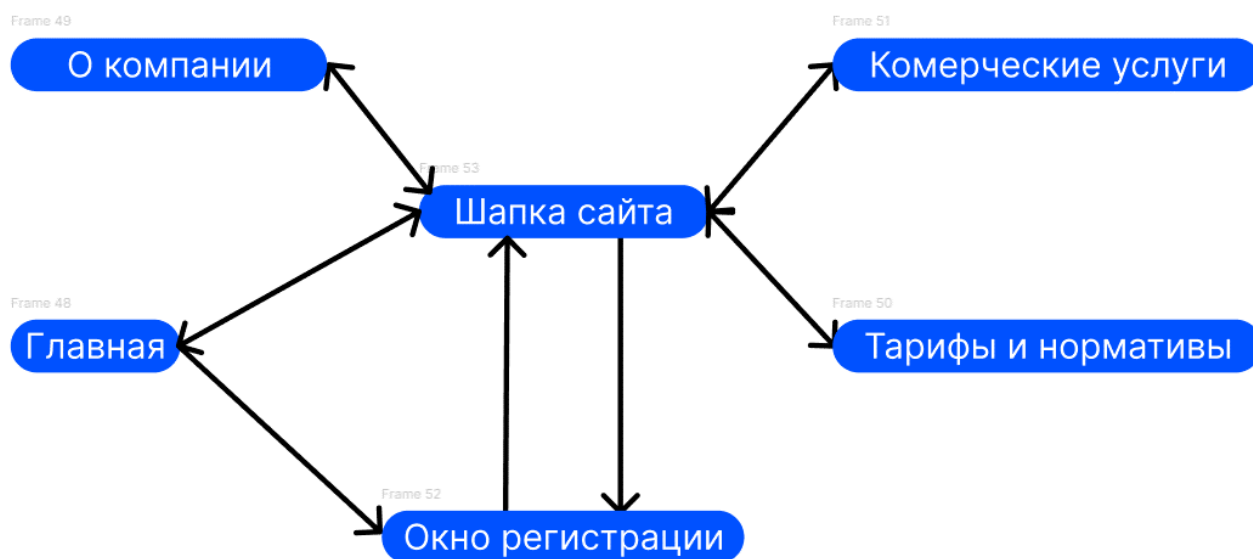 Frame 49
О компании
Frame 51
Комерческие услуги
Frame 53
Шапка сайта
Frame 48
Главная
Frame 50
Тарифы и нормативы
Frame 52
Окно регистрации